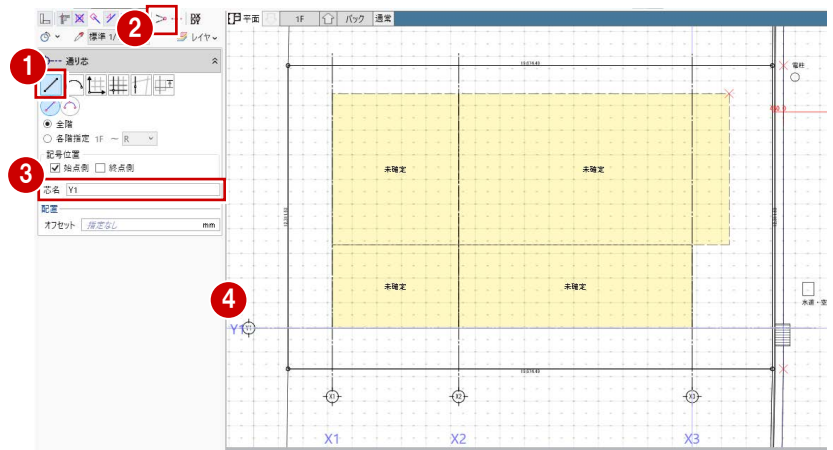 2
標準 1/
レイヤ
平面
1F
バック
通常
1
通り芯
全階
各階指定 1F ～ R
記号位置
始点側
終点側
3
芯名 Y1
配置
オフセット 指定なし mm
電柱
未確定
未確定
未確定
未確定
4
Y1
Y1
水道・空
X1
X2
X3
X1
X2
X3